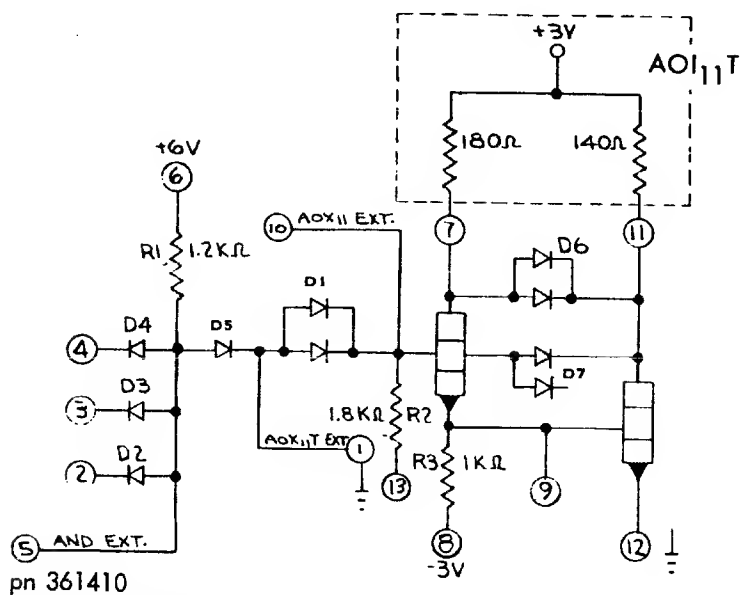 +3V
AOI11T
180Ω
140Ω
+6V
6
R1
1.2KΩ
10
AOX11 EXT.
7
11
D6
D1
D4
D5
4
D7
D3
3
1.8KΩ
R2
AOX11T EXT
1
D2
R3
1KΩ
2
13
9
5
AND EXT.
8
12
-3V
pn 361410